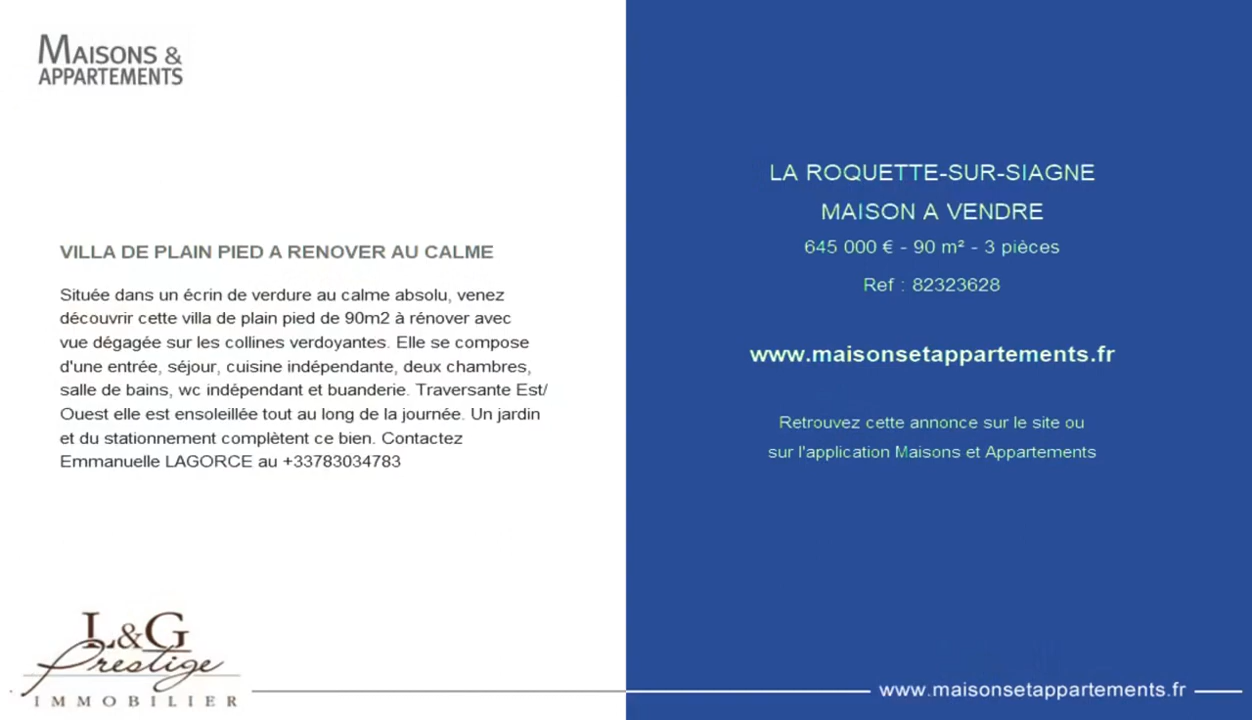 MAISONS &
APPARTEMENTS
VILLA DE PLAIN PIED A RENOVER AU CALME
Située dans un écrin de verdure au calme absolu, venez
découvrir cette villa de plain pied de 90m2 à rénover avec
vue dégagée sur les collines verdoyantes. Elle se compose
d'une entrée, séjour, cuisine indépendante, deux chambres,
salle de bains, wc indépendant et buanderie. Traversante Est/
Ouest elle est ensoleillée tout au long de la journée. Un jardin
et du stationnement complètent ce bien. Contactez
Emmanuelle LAGORCE au +33783034783
L&G
Prestige
IMMOBILIER
LA ROQUETTE-SUR-SIAGNE
MAISON A VENDRE
645 000 € - 90 m² - 3 pièces
Ref : 82323628
www.maisonsetappartements.fr
Retrouvez cette annonce sur le site ou
sur l'application Maisons et Appartements
www.maisonsetappartements.fr